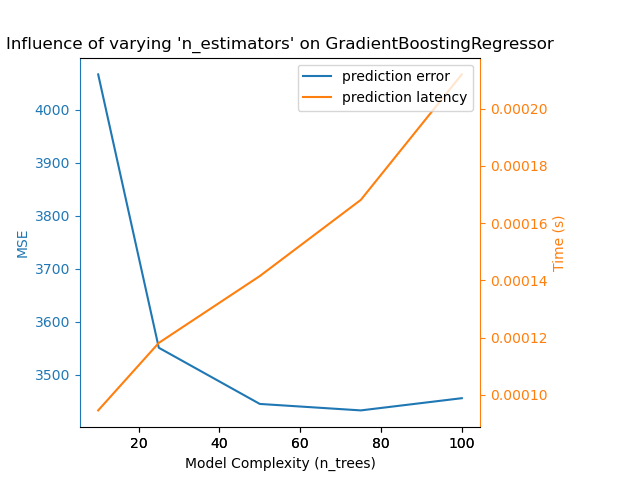 Influence of varying 'n_estimators' on GradientBoostingRegressor
prediction error
prediction latency
4000
3900
3800
3700
3600
3500
MSE
0.00020
0.00018
0.00016
0.00014
0.00012
0.00010
Time (s)
20 40 60 80 100
Model Complexity (n_trees)